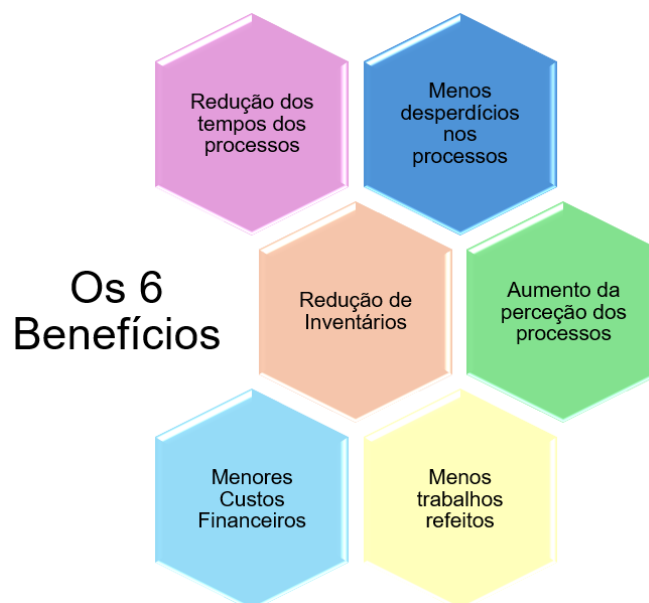 Redução dos
tempos dos
processos
Menos
desperdícios
nos
processos
Os 6
Benefícios
Redução de
Inventários
Aumento da
perceção dos
processos
Menores
Custos
Financeiros
Menos
trabalhos
refeitos